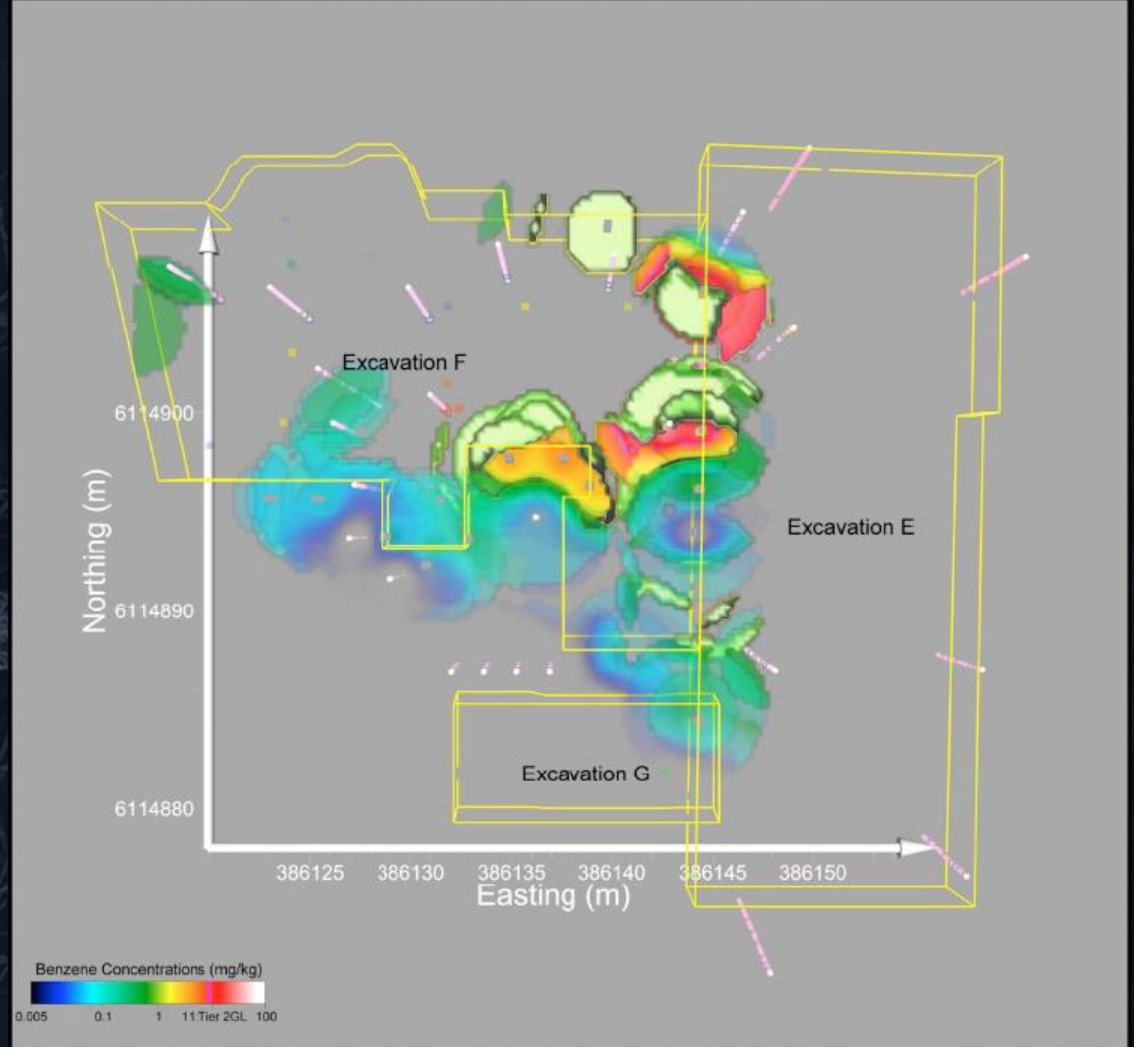 Excavation F
6114900
Northing (m)
Excavation E
6114890
Excavation G
6114880
386125 386130 386135 386140 386145 386150
Easting (m)
Benzene Concentrations (mg/kg)
0.005 0.1 1 11 Tier 2GL 100